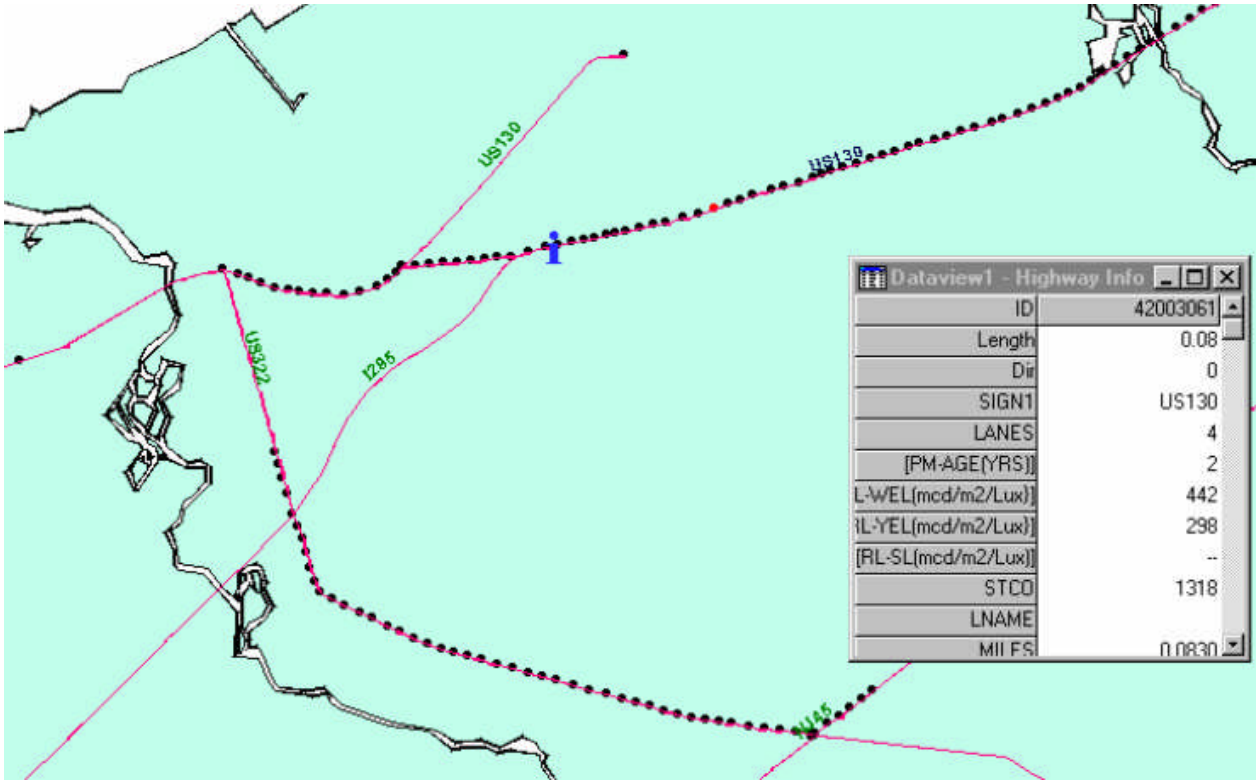 US130
US130
US322
I295
NJ45
Dataview1 - Highway Info
ID 42003061
Length 0.08
Dir 0
SIGN1 US130
LANES 4
[PM-AGE(YRS)] 2
L-WEL(mcd/m2/Lux)] 442
RL-YEL(mcd/m2/Lux)] 298
[RL-SL(mcd/m2/Lux)] --
STCO 1318
LNAME
MILES 0.0830